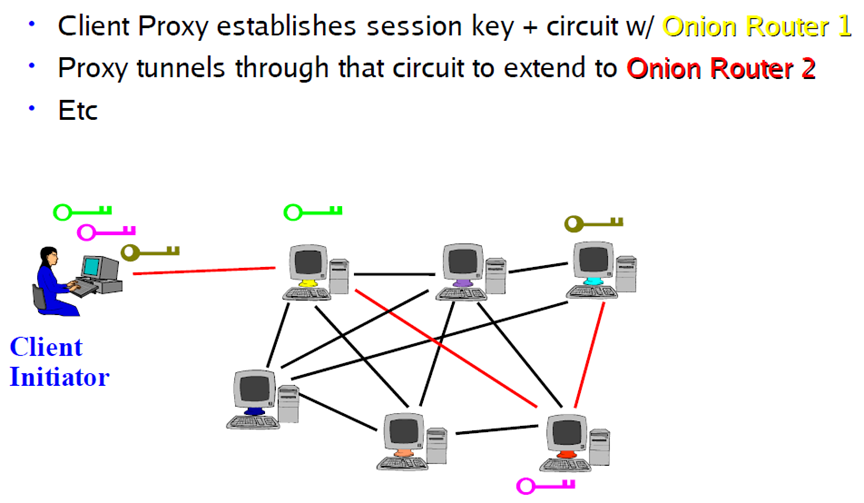 • Client Proxy establishes session key + circuit w/ Onion Router 1
• Proxy tunnels through that circuit to extend to Onion Router 2
• Etc
Client
Initiator